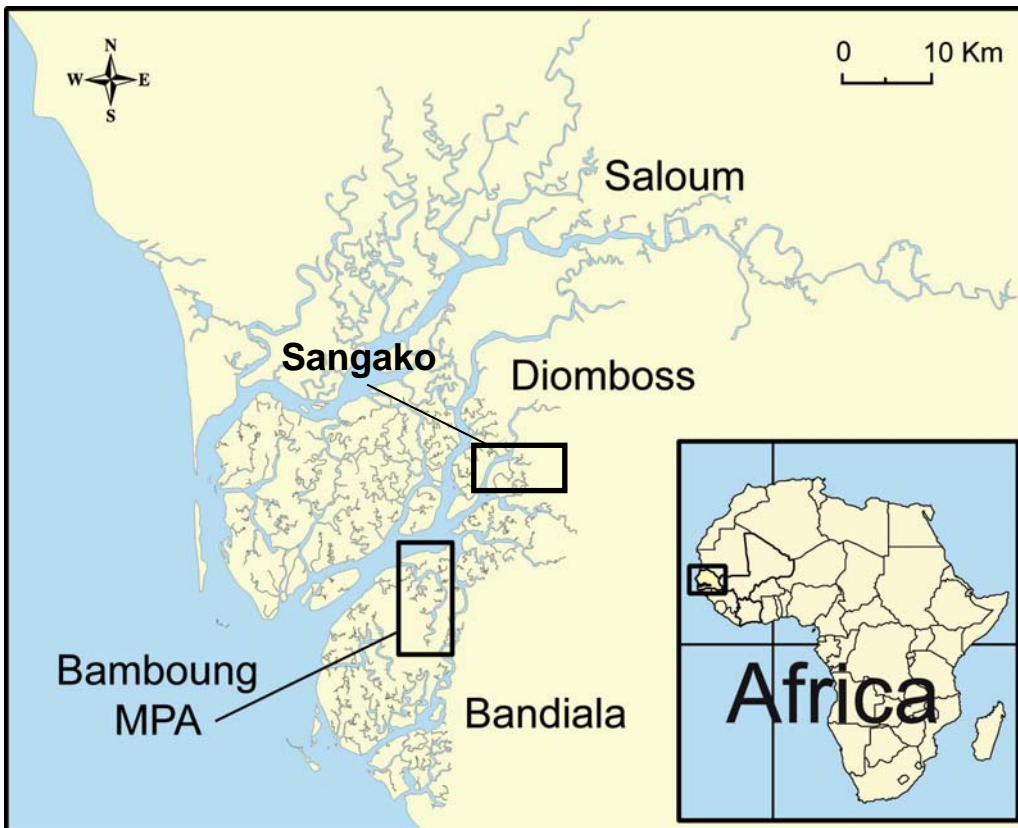 N
W E
S
0 10 Km
Saloum
Sangako
Diomboss
Bamboung
MPA
Bandiala
Africa